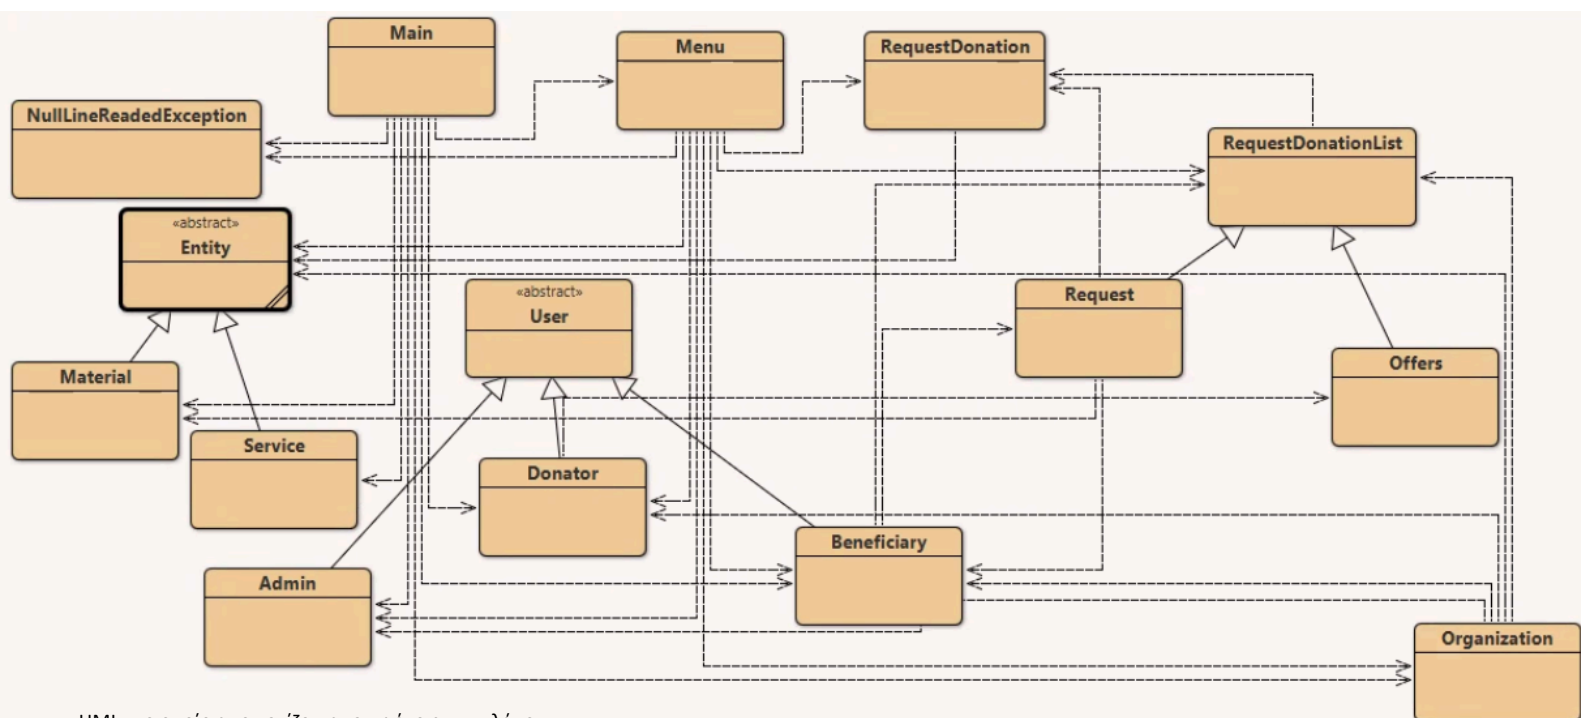 Main
Menu
RequestDonation
NullLineReadedException
RequestDonationList
«abstract»
Entity
«abstract»
User
Request
Material
Offers
Service
Donator
Beneficiary
Admin
Organization